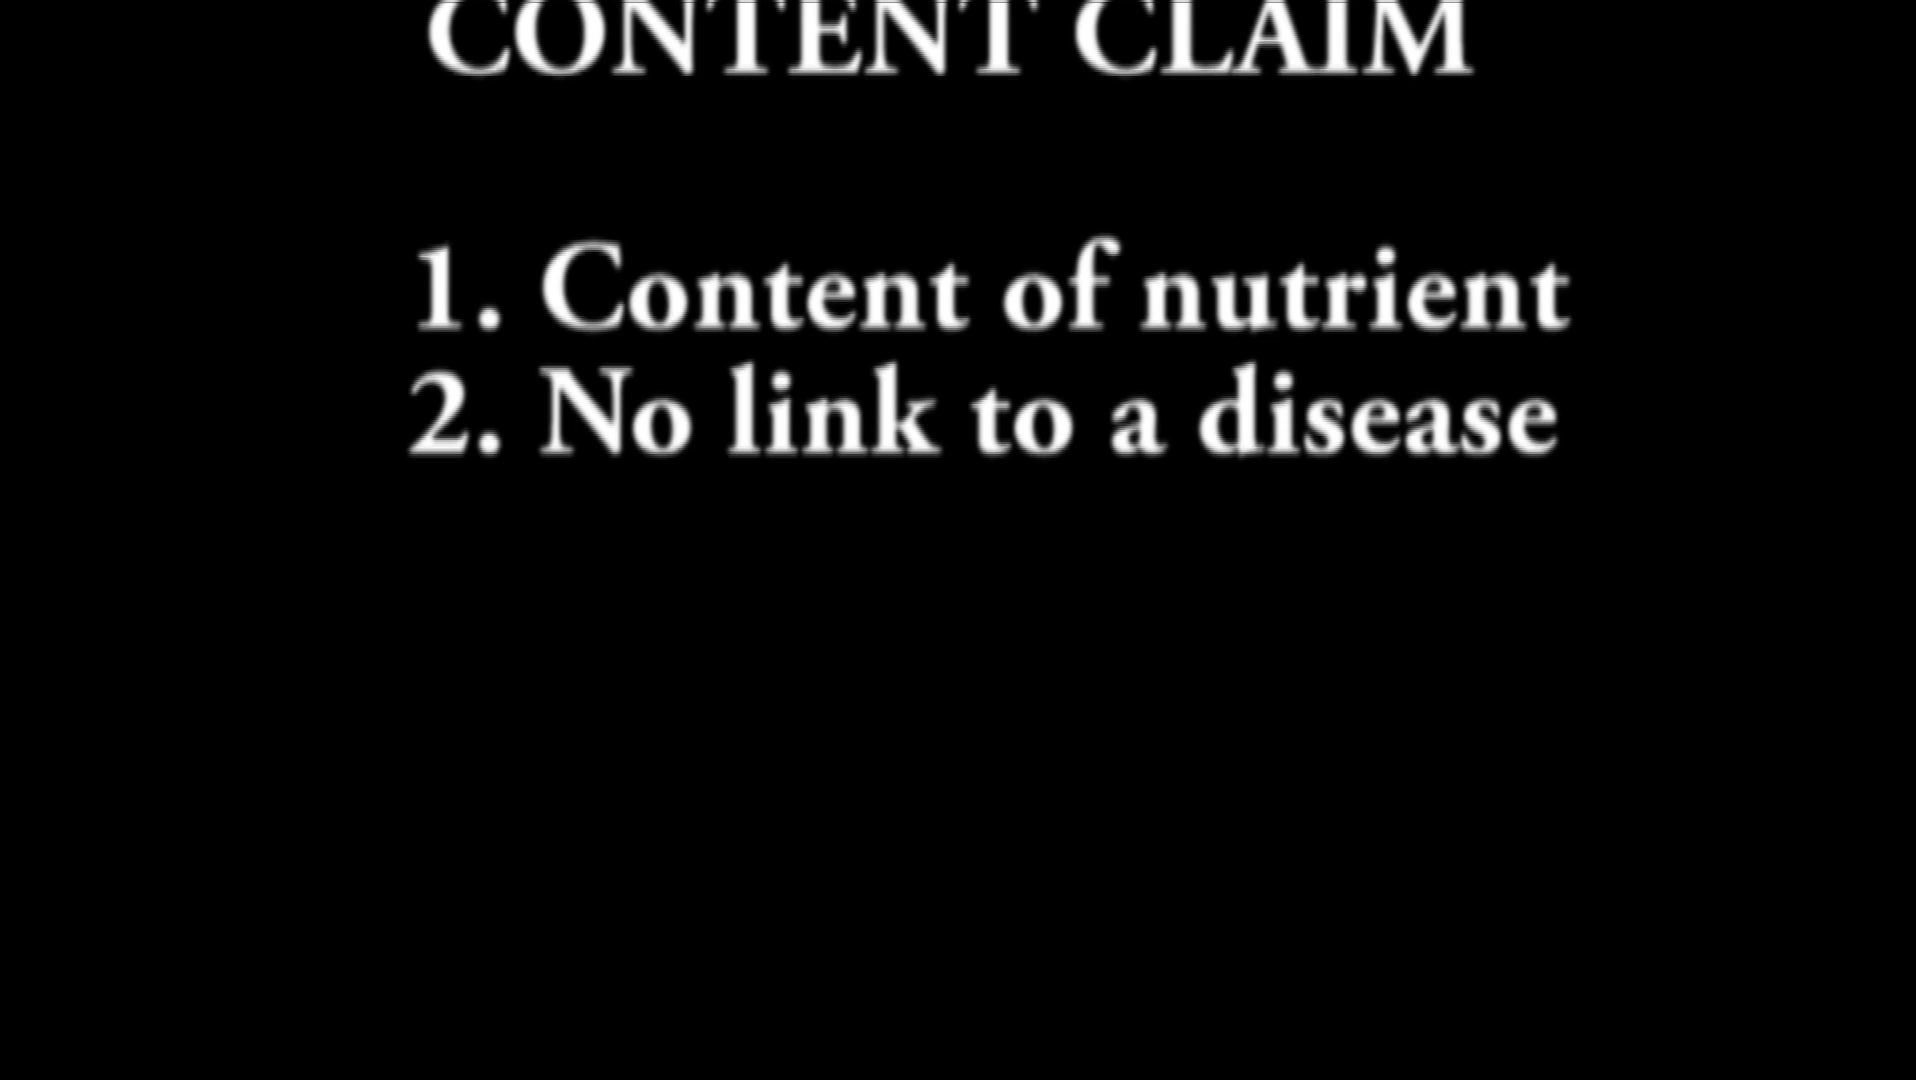 CONTENT CLAIM
1. Content of nutrient
2. No link to a disease